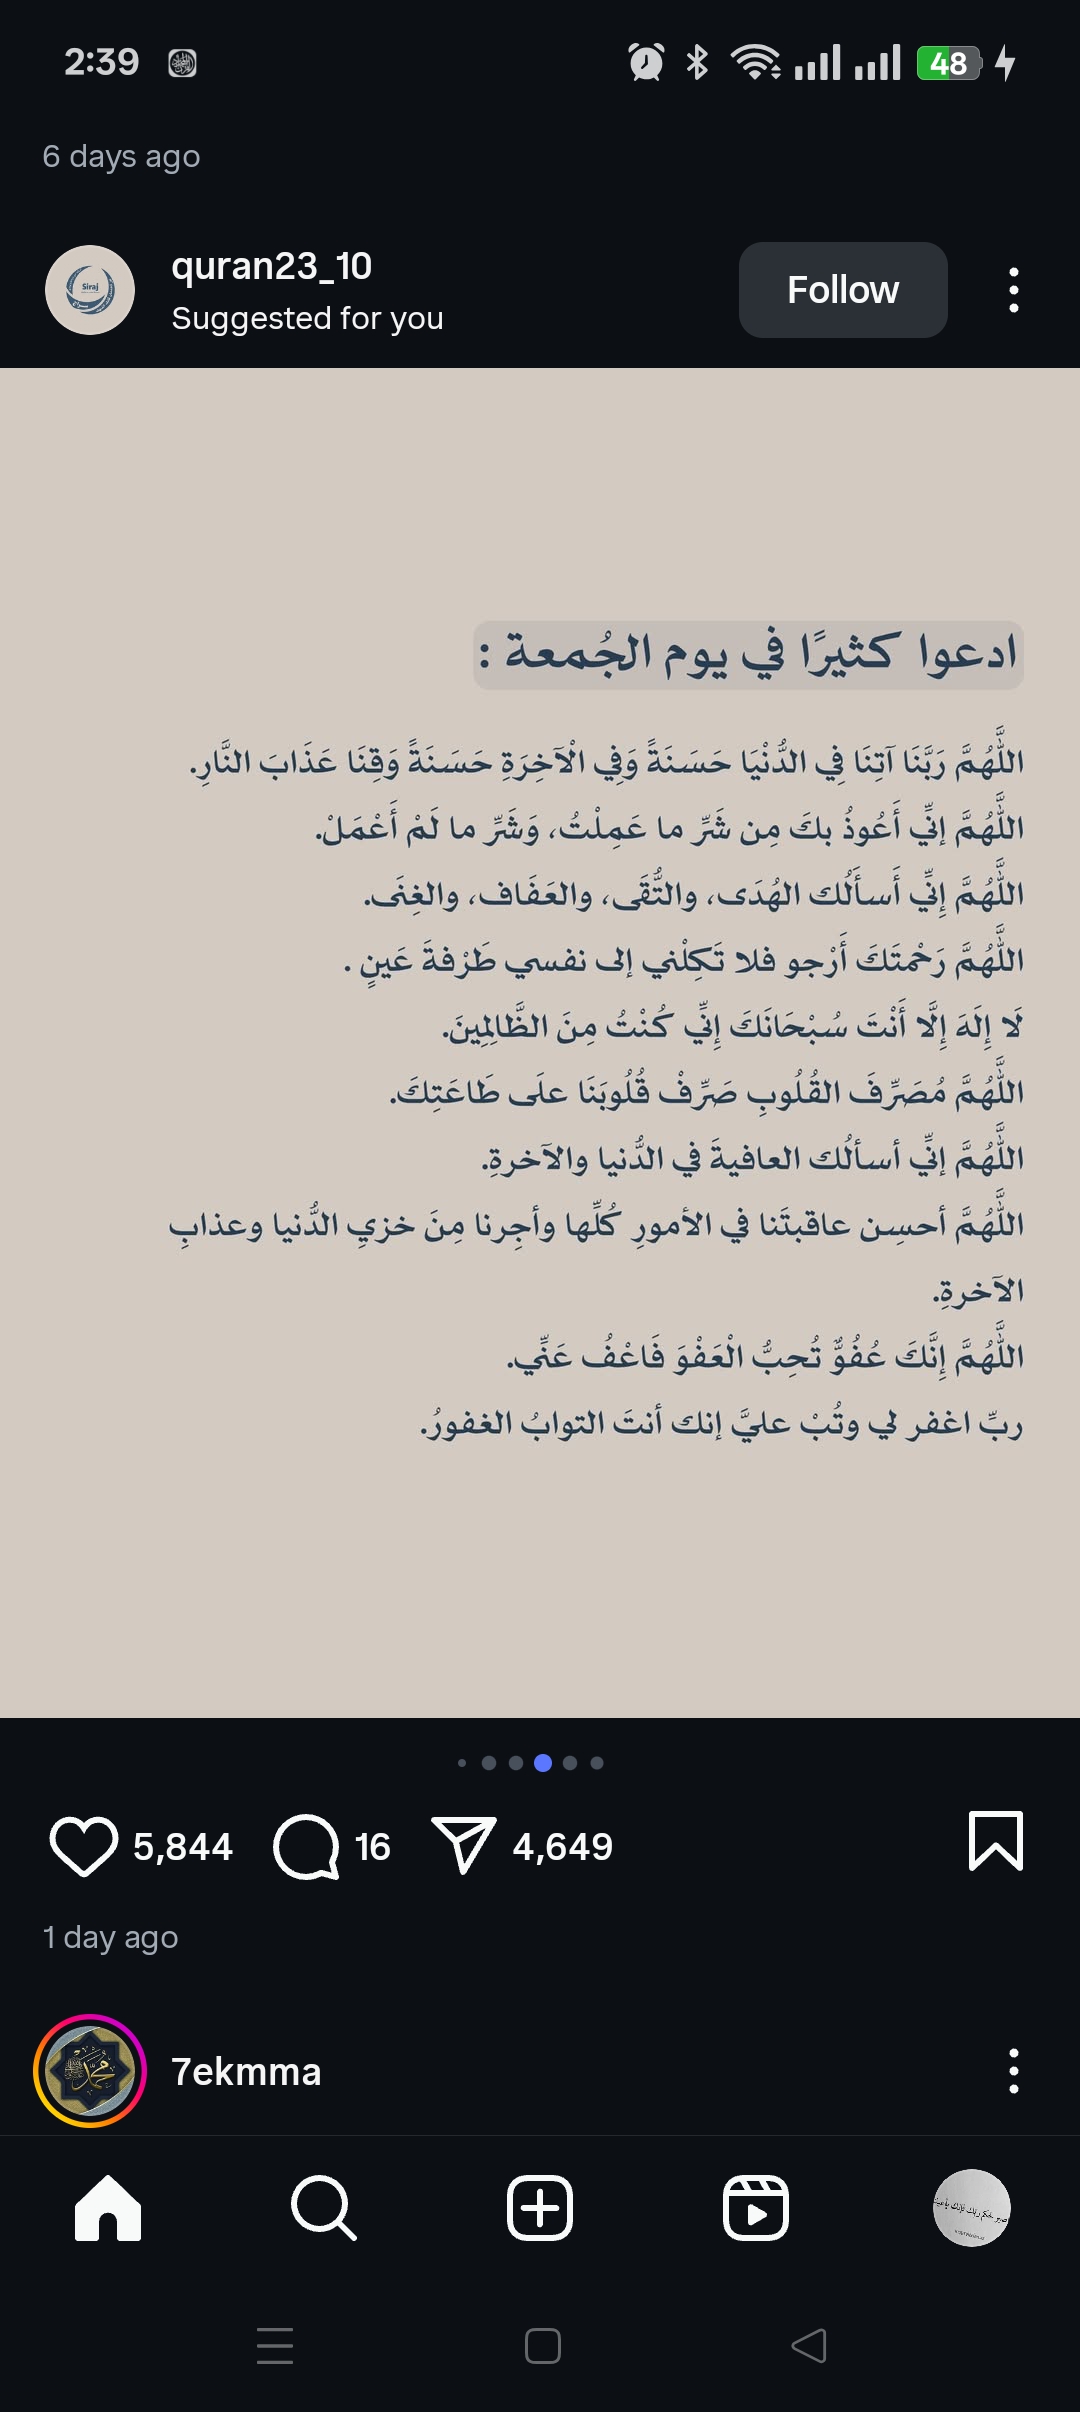 2:39
48
6 days ago
quran23_10
Siraj
Suggested for you
Follow
ادعوا كثيرًا في يوم الجُمعة :
اللَّهُمَّ رَبَّنَا آتِنَا فِي الدُّنْيَا حَسَنَةً وَفِي الْآخِرَةِ حَسَنَةً وَقِنَا عَذَابَ النَّارِ.
اللَّهُمَّ إنِّي أَعُوذُ بكَ مِن شَرِّ ما عَمِلْتُ، وَشَرِّ ما لَمْ أَعْمَلْ.
اللَّهُمَّ إِنِّي أَسأَلُك الهُدَى، والتُّقَى، والعَفَاف، والغِنَى.
اللَّهُمَّ رَحْمتَكَ أَرْجو فلا تَكِلْني إلى نفسي طَرْفةَ عَينٍ .
لَا إِلَهَ إِلَّا أَنْتَ سُبْحَانَكَ إِنِّي كُنْتُ مِنَ الظَّالِمِينَ.
اللَّهُمَّ مُصَرِّفَ القُلُوبِ صَرِّفْ قُلُوبَنَا علَى طَاعَتِكَ.
اللَّهُمَّ إنِّي أسألُك العافيةَ في الدُّنيا والآخرةِ.
اللَّهُمَّ أحسِن عاقبتَنا في الأمورِ كُلِّها وأجِرنا مِنَ خزيِ الدُّنيا وعذابِ
الآخرةِ.
اللَّهُمَّ إِنَّكَ عُفُوٌّ تُحِبُّ الْعَفْوَ فَاعْفُ عَنِّي.
ربِّ اغفر لي وتُبْ عليَّ إنك أنتَ التوابُ الغفورُ.
5,844
16
4,649
1 day ago
7ekmma